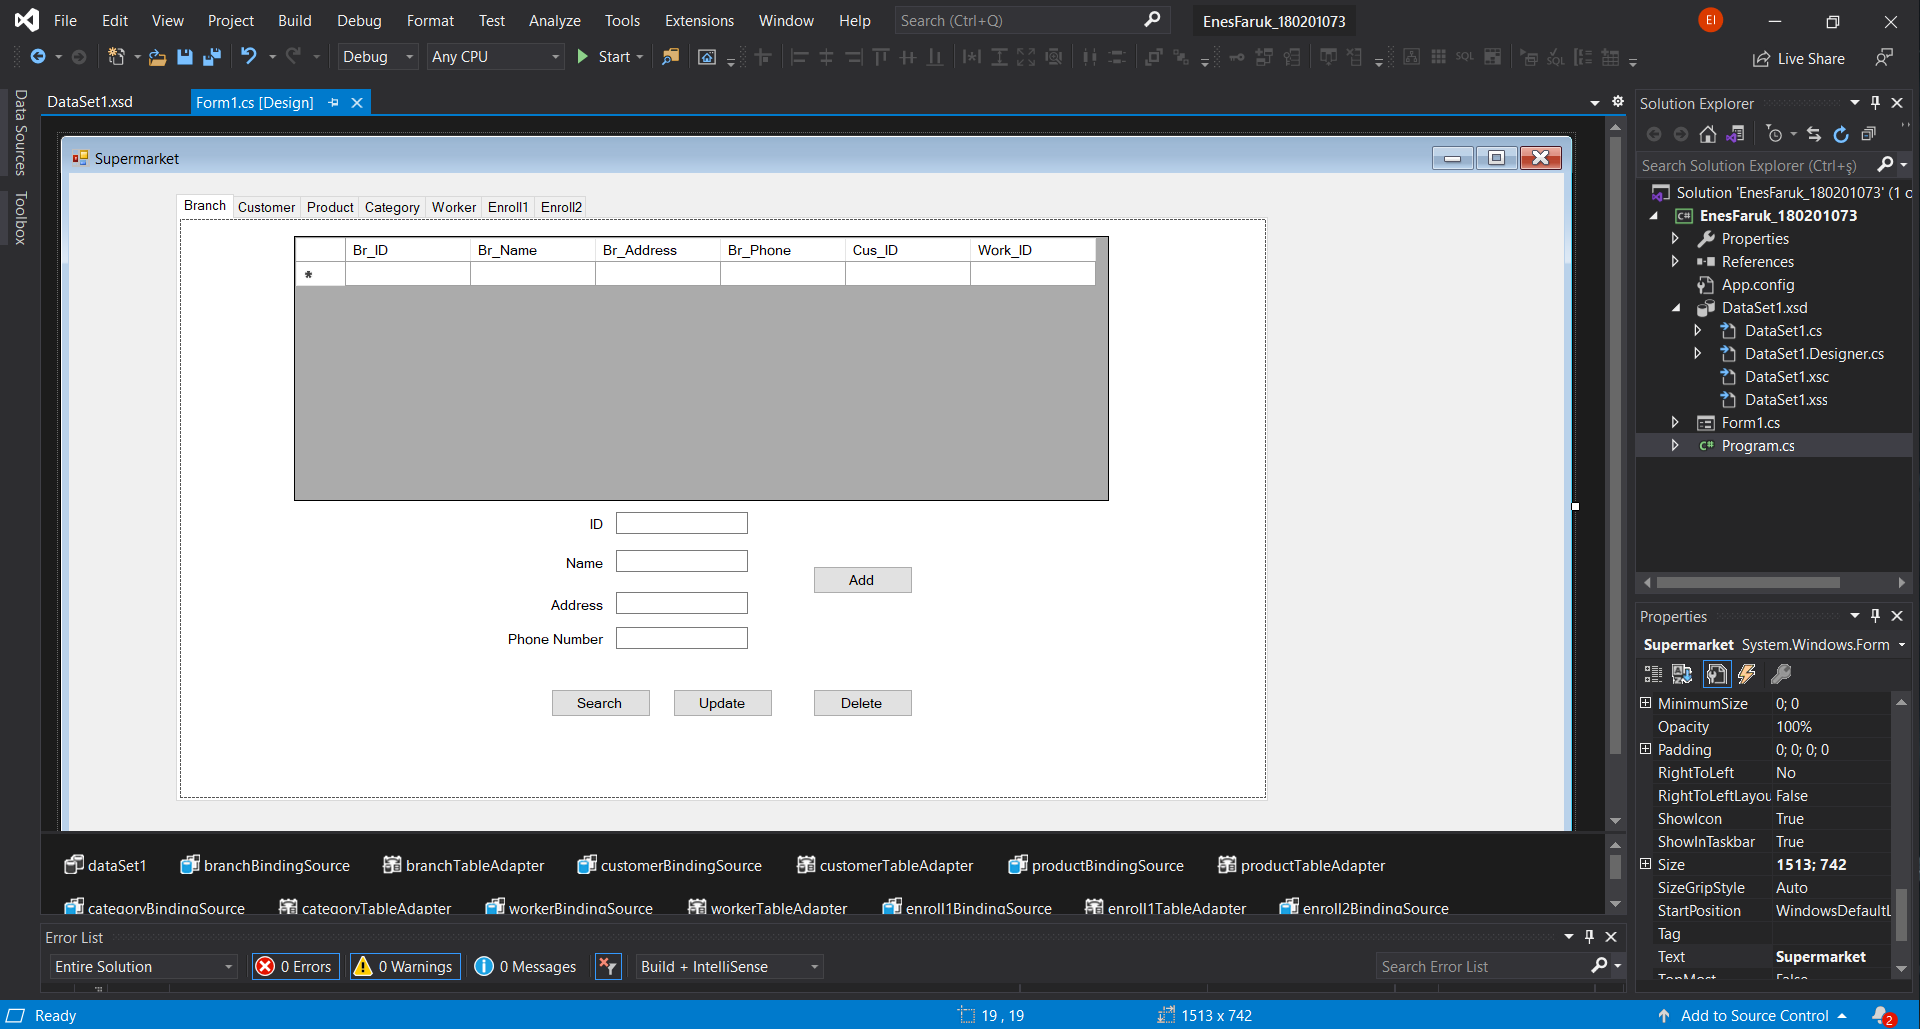 File Edit View Project Build Debug Format Test Analyze Tools Extensions Window Help Search (Ctrl+Q) EnesFaruk_180201073 EI
Debug Any CPU Start SQL SQL Live Share
Data Sources
Toolbox
DataSet1.xsd Form1.cs [Design]
Supermarket
Branch Customer Product Category Worker Enroll1 Enroll2
Br_ID Br_Name Br_Address Br_Phone Cus_ID Work_ID
*
ID
Name
Add
Address
Phone Number
Search Update Delete
dataSet1 branchBindingSource branchTableAdapter customerBindingSource customerTableAdapter productBindingSource productTableAdapter
categoryBindingSource categoryTableAdapter workerBindingSource workerTableAdapter enroll1BindingSource enroll1TableAdapter enroll2BindingSource
Error List
Entire Solution 0 Errors 0 Warnings 0 Messages Build + IntelliSense Search Error List
Solution Explorer
Search Solution Explorer (Ctrl+ş)
Solution 'EnesFaruk_180201073' (1 o
C# EnesFaruk_180201073
Properties
References
App.config
DataSet1.xsd
DataSet1.cs
DataSet1.Designer.cs
DataSet1.xsc
DataSet1.xss
Form1.cs
C# Program.cs
Properties
Supermarket System.Windows.Form
MinimumSize 0; 0
Opacity 100%
Padding 0; 0; 0; 0
RightToLeft No
RightToLeftLayou False
ShowIcon True
ShowInTaskbar True
Size 1513; 742
SizeGripStyle Auto
StartPosition WindowsDefaultL
Tag
Text Supermarket
TopMost False
Ready 19 , 19 1513 x 742 Add to Source Control 2